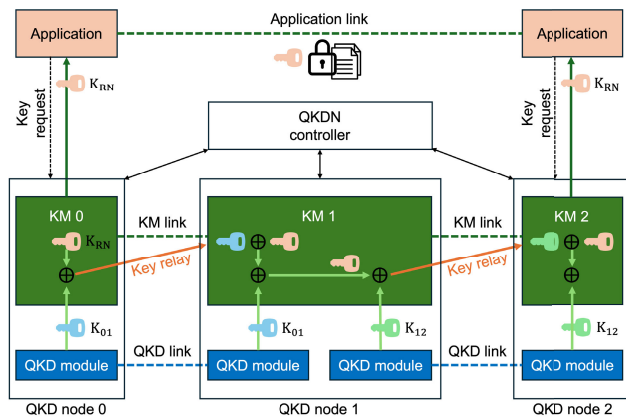 Application link
Application
Application
K_RN
K_RN
Key
request
Key
request
QKDN
controller
KM 0
KM link
KM 1
KM link
KM 2
K_RN
Key relay
Key relay
K_01
K_01
K_12
K_12
QKD module
QKD link
QKD module
QKD module
QKD link
QKD module
QKD node 0
QKD node 1
QKD node 2